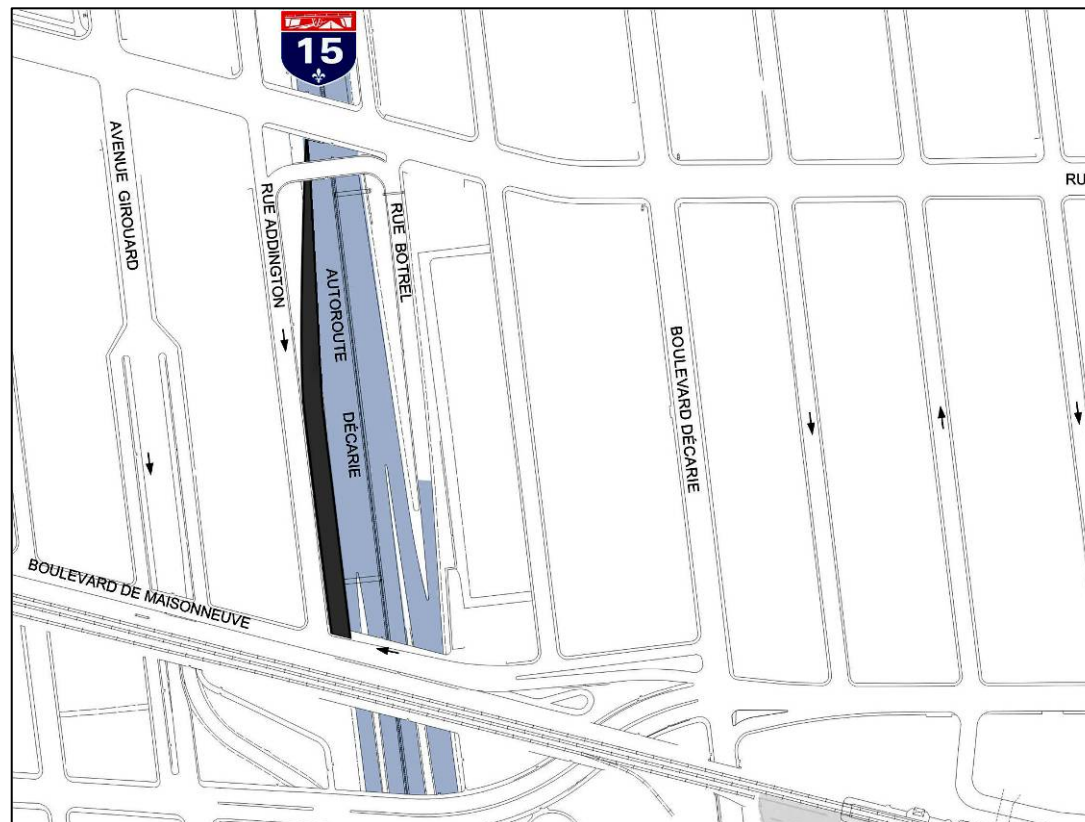 15
AVENUE GIROUARD
RUE ADDINGTON
RUE BOTREL
AUTOROUTE
DÉCARIE
BOULEVARD DÉCARIE
BOULEVARD DE MAISONNEUVE
RU